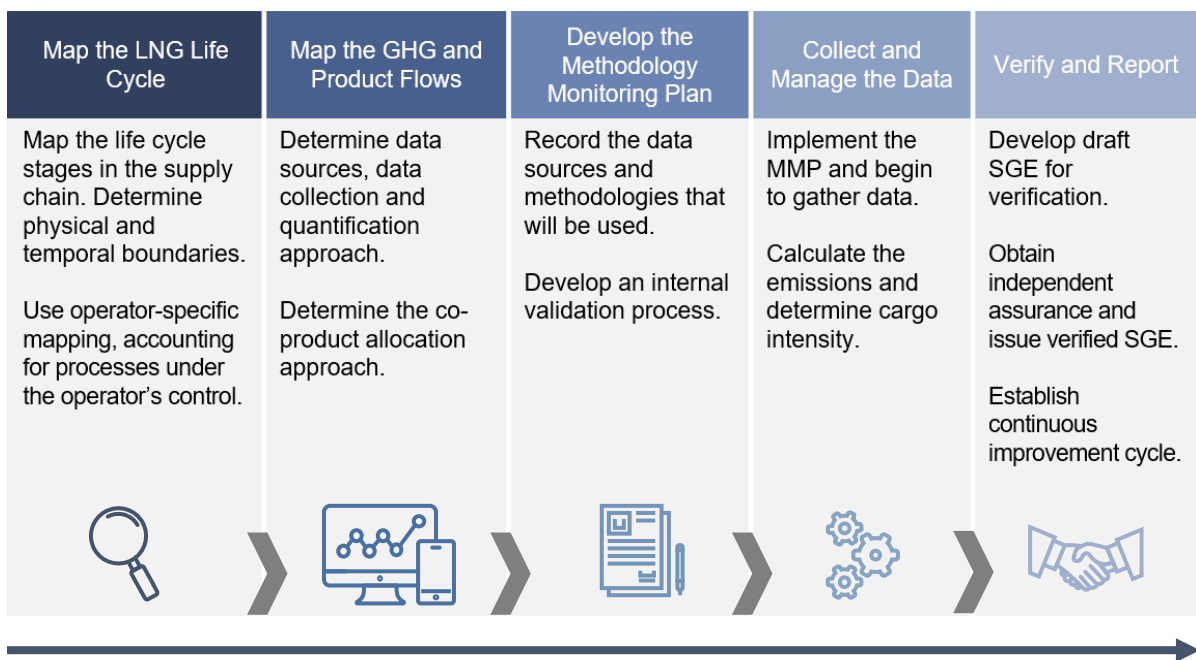 Map the LNG Life
Cycle
Map the life cycle
stages in the supply
chain. Determine
physical and
temporal boundaries.
Use operator-specific
mapping, accounting
for processes under
the operator's control.
Map the GHG and
Product Flows
Determine data
sources, data
collection and
quantification
approach.
Determine the co-
product allocation
approach.
Develop the
Methodology
Monitoring Plan
Record the data
sources and
methodologies that
will be used.
Develop an internal
validation process.
Collect and
Manage the Data
Implement the
MMP and begin
to gather data.
Calculate the
emissions and
determine cargo
intensity.
Verify and Report
Develop draft
SGE for
verification.
Obtain
independent
assurance and
issue verified SGE.
Establish
continuous
improvement cycle.